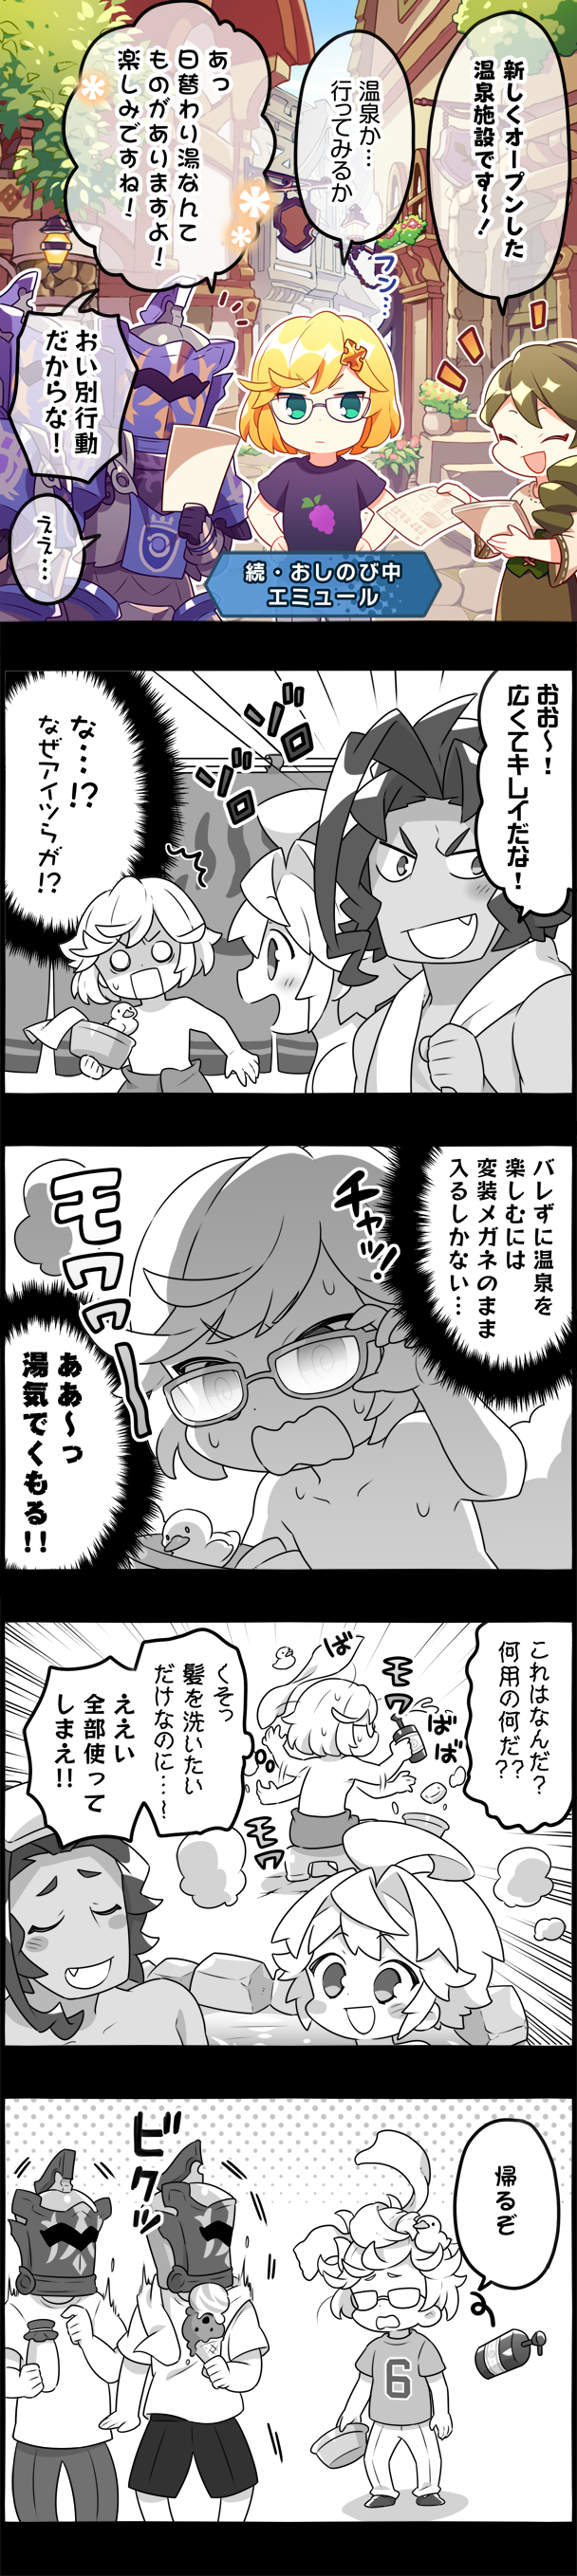 新しくオープンした
温泉施設です〜！
温泉か…
行ってみるか
あっ
日替わり湯なんて
ものがありますよ！
楽しみですね！
フン…
おい別行動
だからな！
ええ…
続・おしのび中
エミュール
おお〜！
広くてキレイだな！
ゾロ
ゾロ
な…!?
なぜアイツらが!?
バレずに温泉を
楽しむには
変装メガネのまま
入るしかない…
チャッ!
モワワワー
ああ〜っ
湯気でくもる!!
これはなんだ？
何用の何だ??
ば
モワ
ばば
くそっ
髪を洗いたい
だけなのに…〜
ええい
全部使って
しまえ!!
モワ
帰るぞ
ビクッ
6